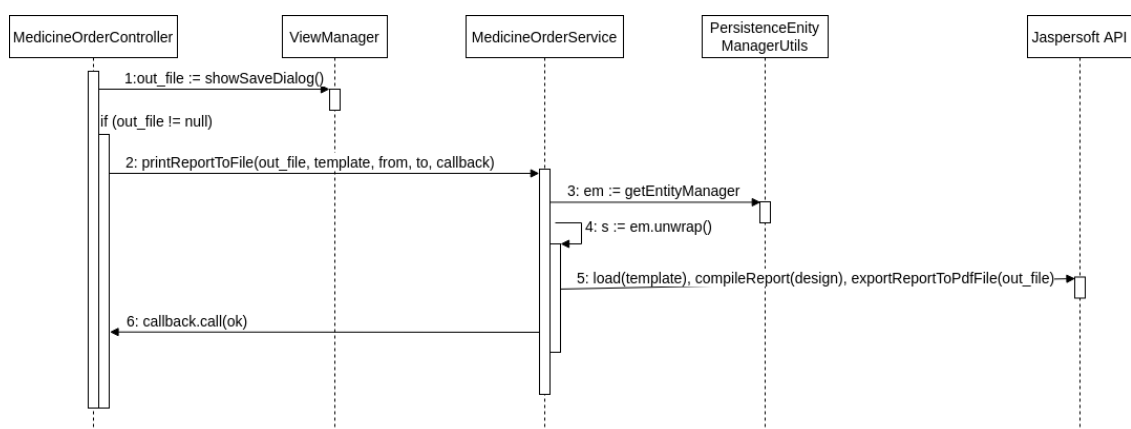 MedicineOrderController
ViewManager
MedicineOrderService
PersistenceEnity
ManagerUtils
Jaspersoft API
1:out_file := showSaveDialog()
if (out_file != null)
2: printReportToFile(out_file, template, from, to, callback)
3: em := getEntityManager
4: s := em.unwrap()
5: load(template), compileReport(design), exportReportToPdfFile(out_file)
6: callback.call(ok)